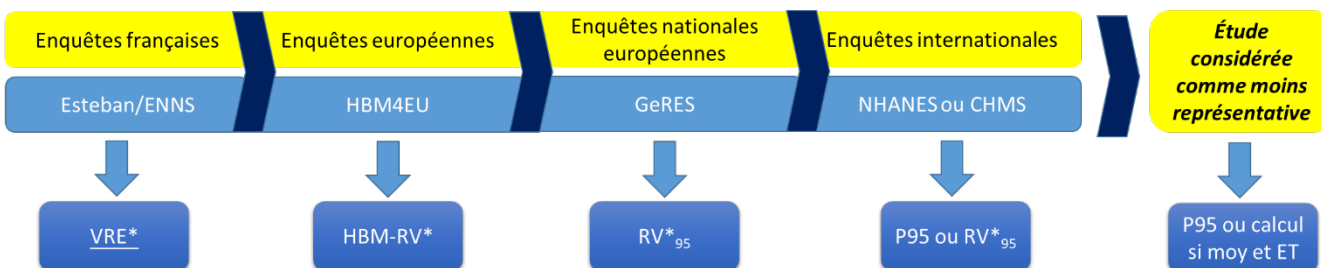 Enquêtes françaises
Enquêtes européennes
Enquêtes nationales
européennes
Enquêtes internationales
Étude
considérée
comme moins
représentative
Esteban/ENNS
HBM4EU
GeRES
NHANES ou CHMS
VRE*
HBM-RV*
RV*95
P95 ou RV*95
P95 ou calcul
si moy et ET